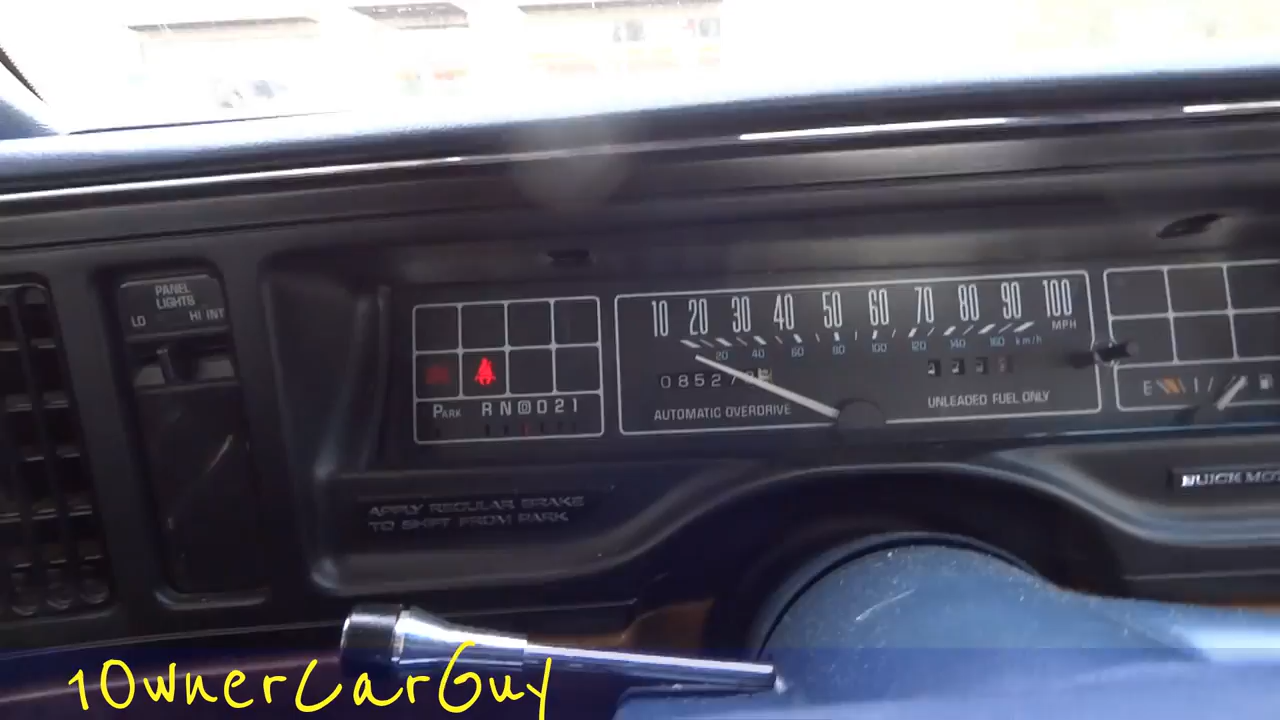 PANEL
LIGHTS
LO HI INT
PARK R N D D 2 1
APPLY REGULAR BRAKE
TO SHIFT FROM PARK
10 20 30 40 50 60 70 80 90 100
MPH
20 40 60 80 100 120 140 160 km/h
AUTOMATIC OVERDRIVE
UNLEADED FUEL ONLY
E
BUICK
1OwnerCarGuy